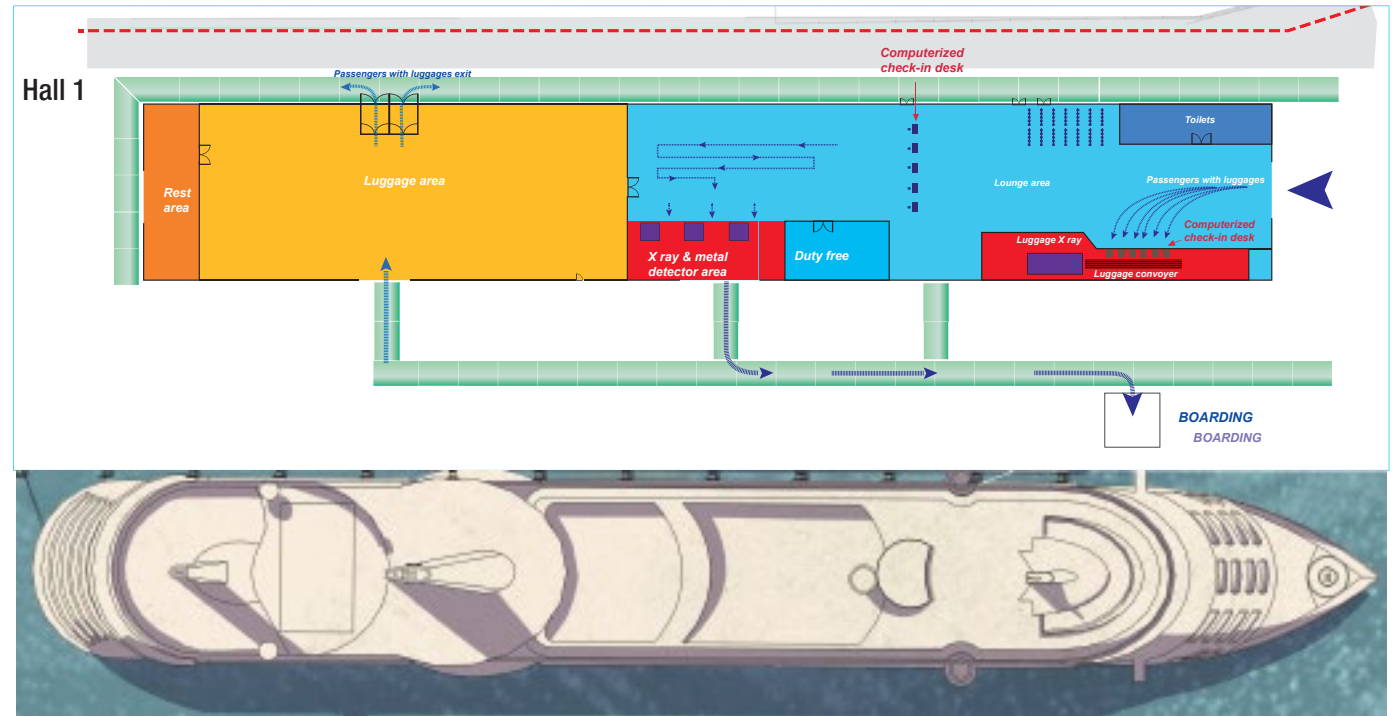 Computerized
check-in desk
Passengers with luggages exit
Hall 1
Toilets
Luggage area
Lounge area
Passengers with luggages
Rest
area
Computerized
check-in desk
Luggage X ray
X ray & metal
detector area
Duty free
Luggage convoyer
BOARDING
BOARDING